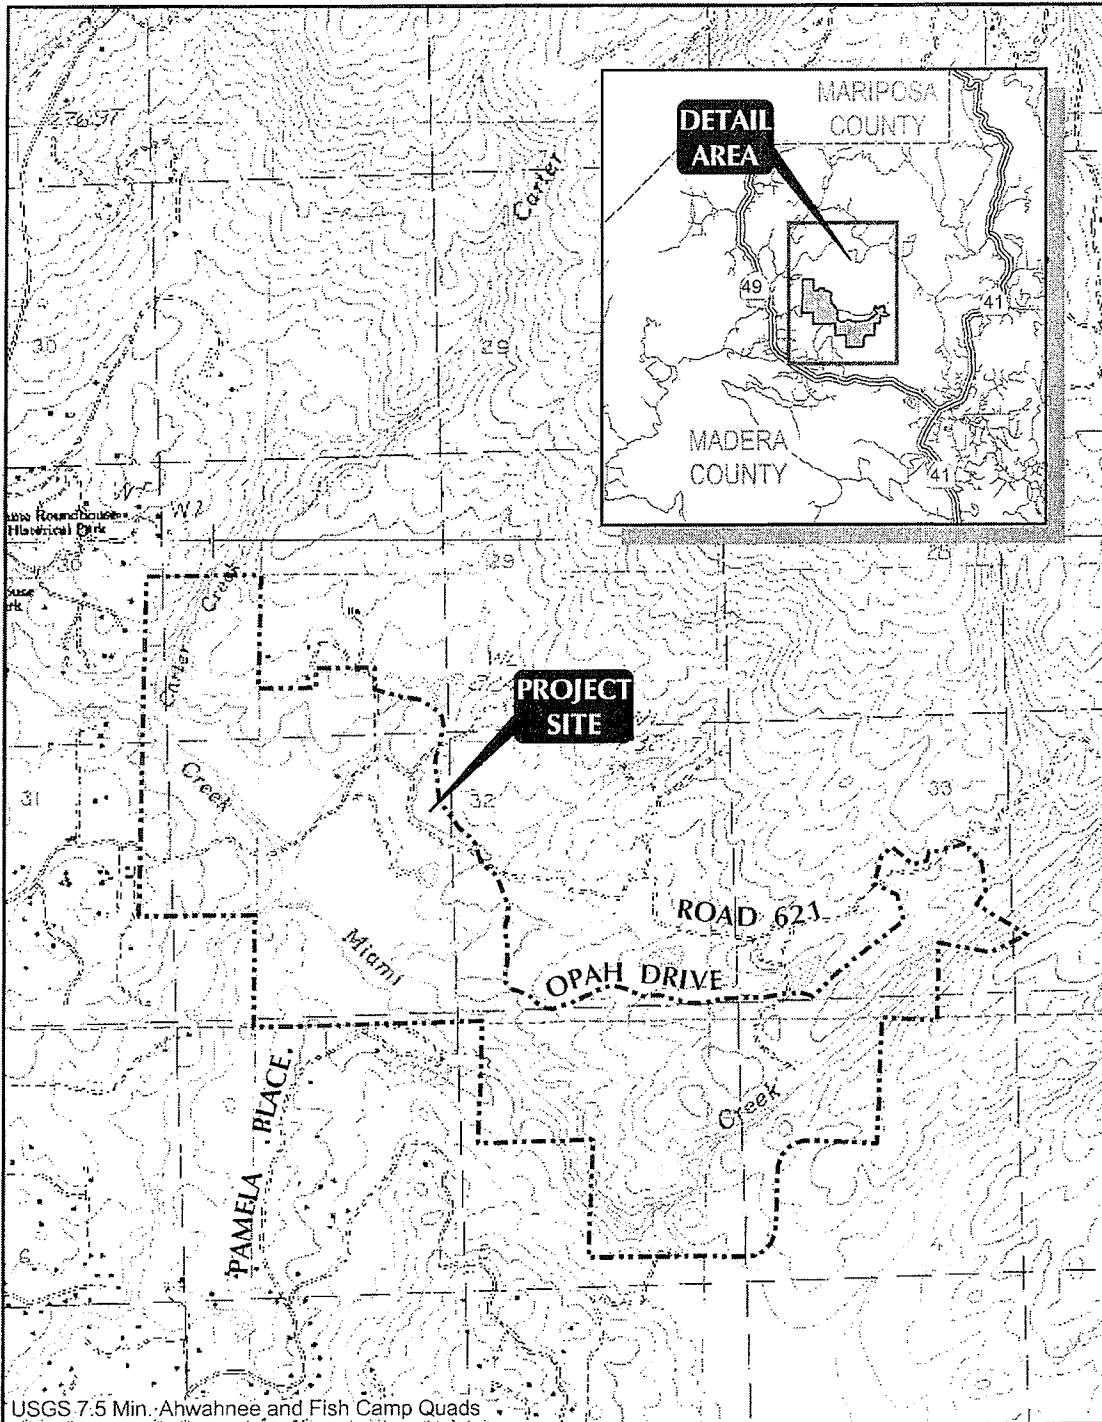 MARIPOSA
COUNTY
DETAIL
AREA
49
41
MADERA
COUNTY
41
Carter
30
Roundhouse
Historical Park
30
29
Creek
Carter
PROJECT
SITE
Creek
31
32
33
ROAD 621
Miami
OPAH DRIVE
Creek
PAMELA PLACE
6
USGS 7.5 Min. Ahwahnee and Fish Camp Quads